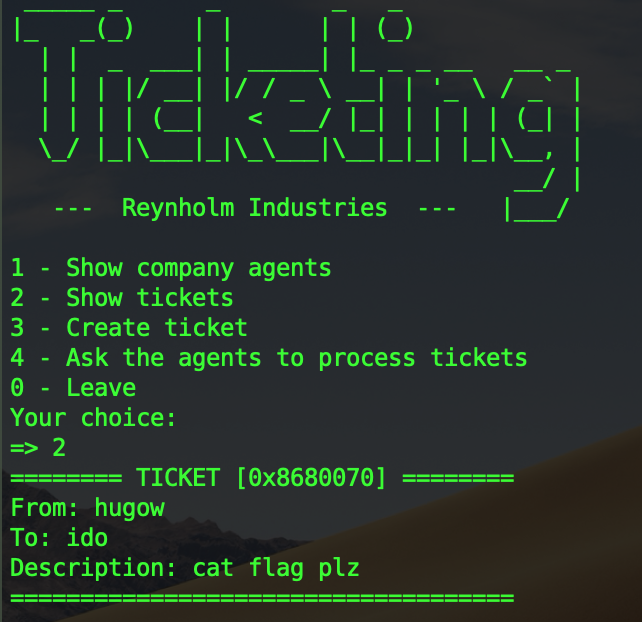 Ticketing
--- Reynholm Industries ---
1 - Show company agents
2 - Show tickets
3 - Create ticket
4 - Ask the agents to process tickets
0 - Leave
Your choice:
=> 2
======== TICKET [0x8680070] ========
From: hugow
To: ido
Description: cat flag plz
====================================